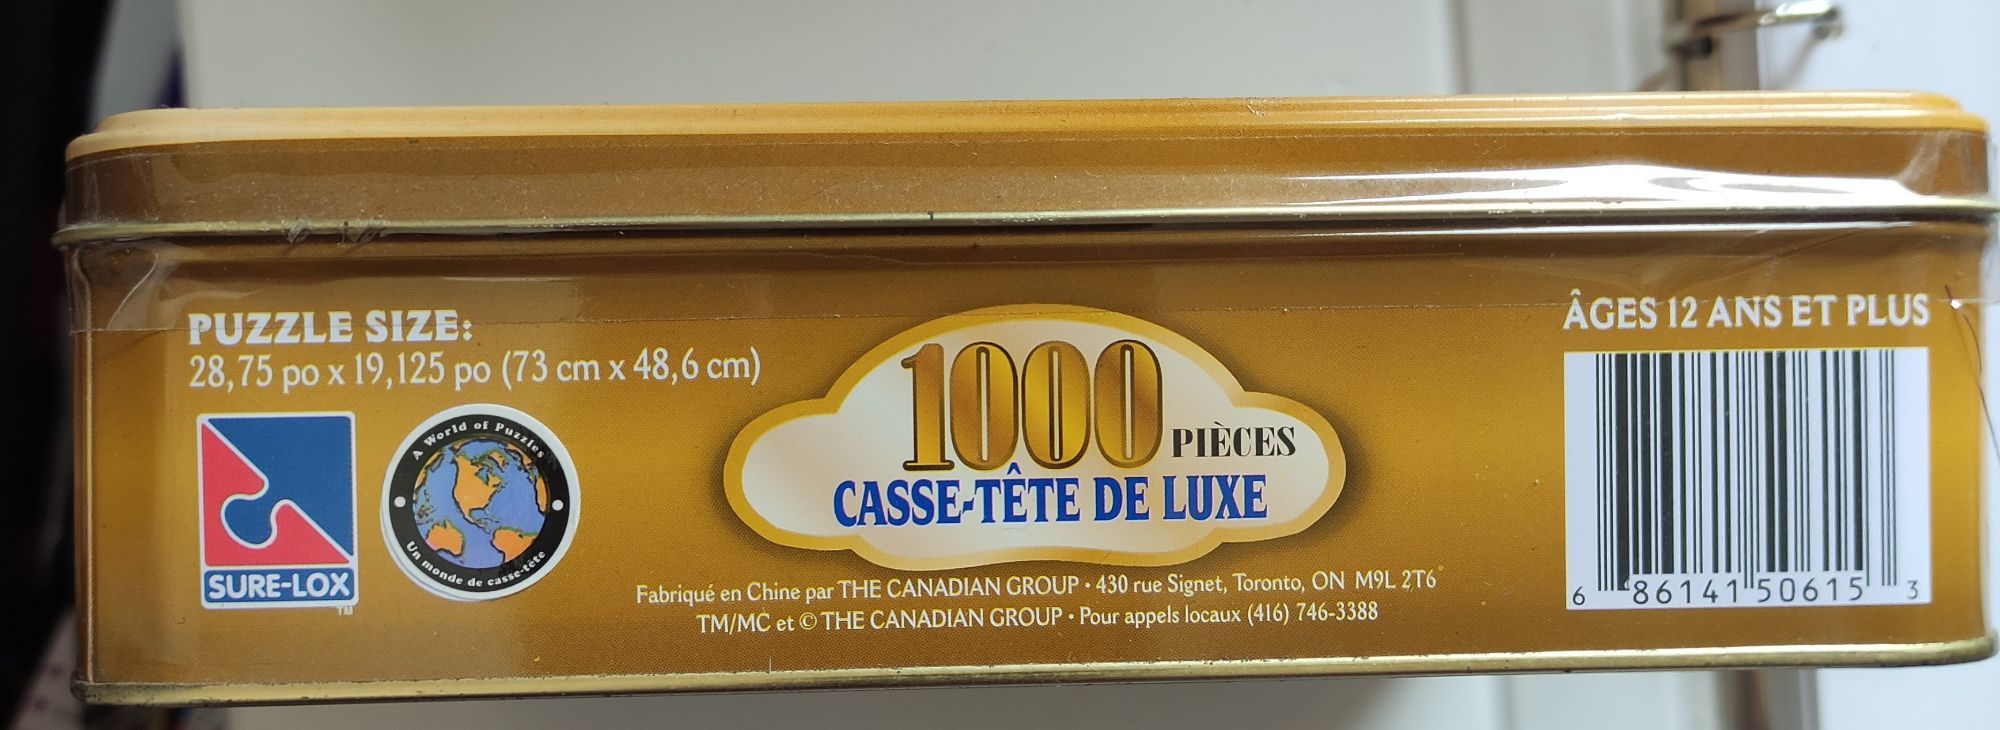 PUZZLE SIZE:
28,75 po x 19,125 po (73 cm x 48,6 cm)
SURE-LOX
TM
A World of Puzzles
Un monde de casse-tête
1000 PIÈCES
CASSE-TÊTE DE LUXE
Fabriqué en Chine par THE CANADIAN GROUP • 430 rue Signet, Toronto, ON M9L 2T6
TM/MC et © THE CANADIAN GROUP • Pour appels locaux (416) 746-3388
ÂGES 12 ANS ET PLUS
6 86141 50615 3